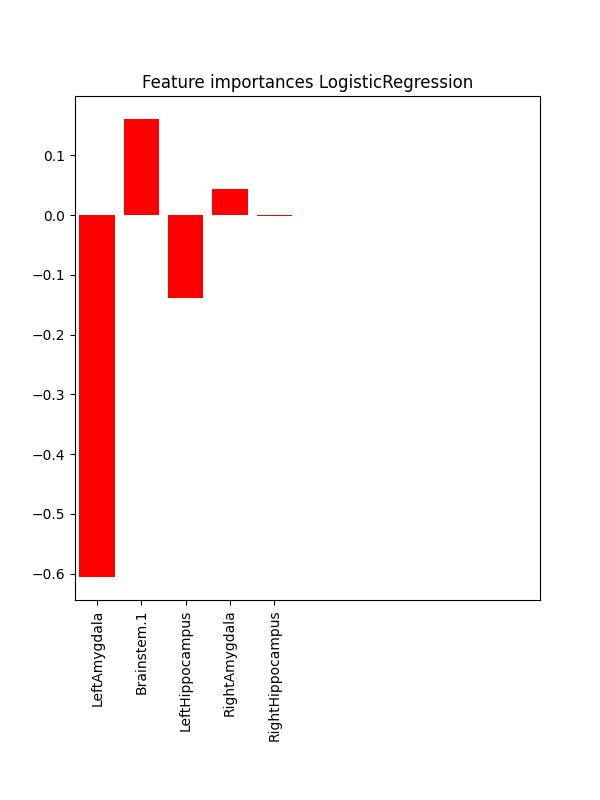 Feature importances LogisticRegression
0.1
0.0
−0.1
−0.2
−0.3
−0.4
−0.5
−0.6
LeftAmygdala
Brainstem.1
LeftHippocampus
RightAmygdala
RightHippocampus